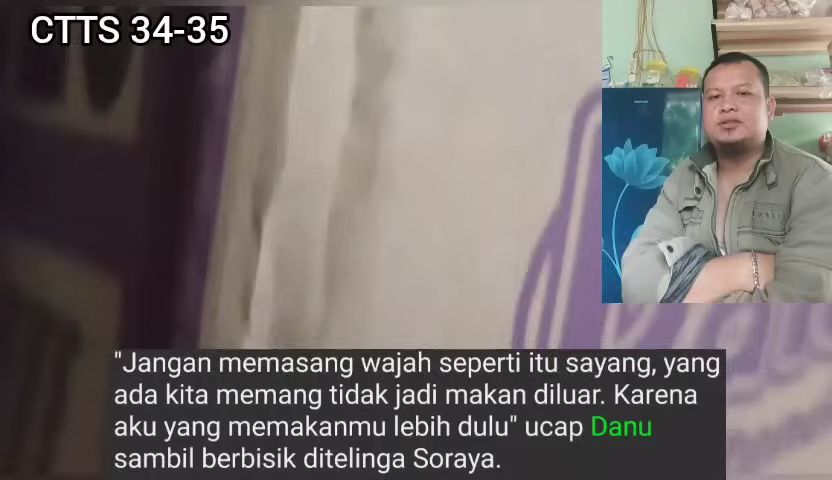 CTTS 34-35
"Jangan memasang wajah seperti itu sayang, yang
ada kita memang tidak jadi makan diluar. Karena
aku yang memakanmu lebih dulu" ucap Danu
sambil berbisik ditelinga Soraya.